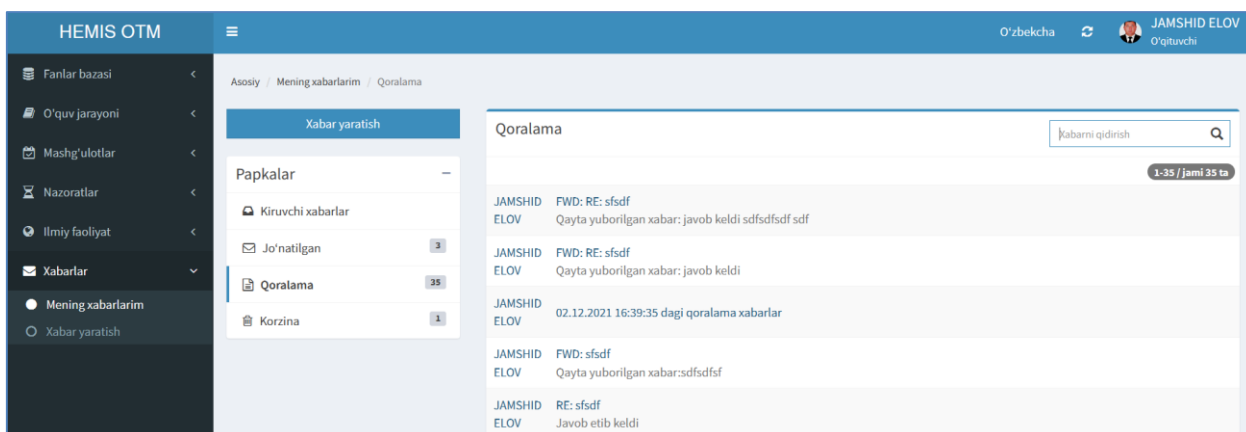 HEMIS OTM
O'zbekcha
JAMSHID ELOV
O'qituvchi
Fanlar bazasi
O'quv jarayoni
Mashg'ulotlar
Nazoratlar
Ilmiy faoliyat
Xabarlar
Mening xabarlarim
Xabar yaratish
Asosiy / Mening xabarlarim / Qoralama
Xabar yaratish
Papkalar
Kiruvchi xabarlar
Jo'natilgan 3
Qoralama 35
Korzina 1
Qoralama
Xabarni qidirish
1-35 / jami 35 ta
JAMSHID FWD: RE: sfsdf
ELOV Qayta yuborilgan xabar: javob keldi sdfsdfsdf sdf
JAMSHID FWD: RE: sfsdf
ELOV Qayta yuborilgan xabar: javob keldi
JAMSHID
ELOV 02.12.2021 16:39:35 dagi qoralama xabarlar
JAMSHID FWD: sfsdf
ELOV Qayta yuborilgan xabar:sdfsdfsf
JAMSHID RE: sfsdf
ELOV Javob etib keldi